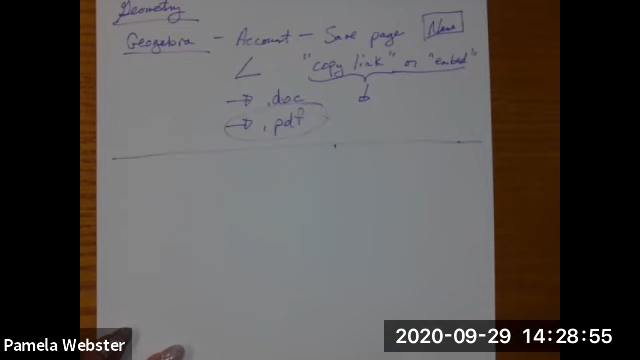 Geometry
Geogebra - Account - Save page
"copy link" or "embed"
→ .doc
→ .pdf
Pamela Webster
2020-09-29 14:28:55